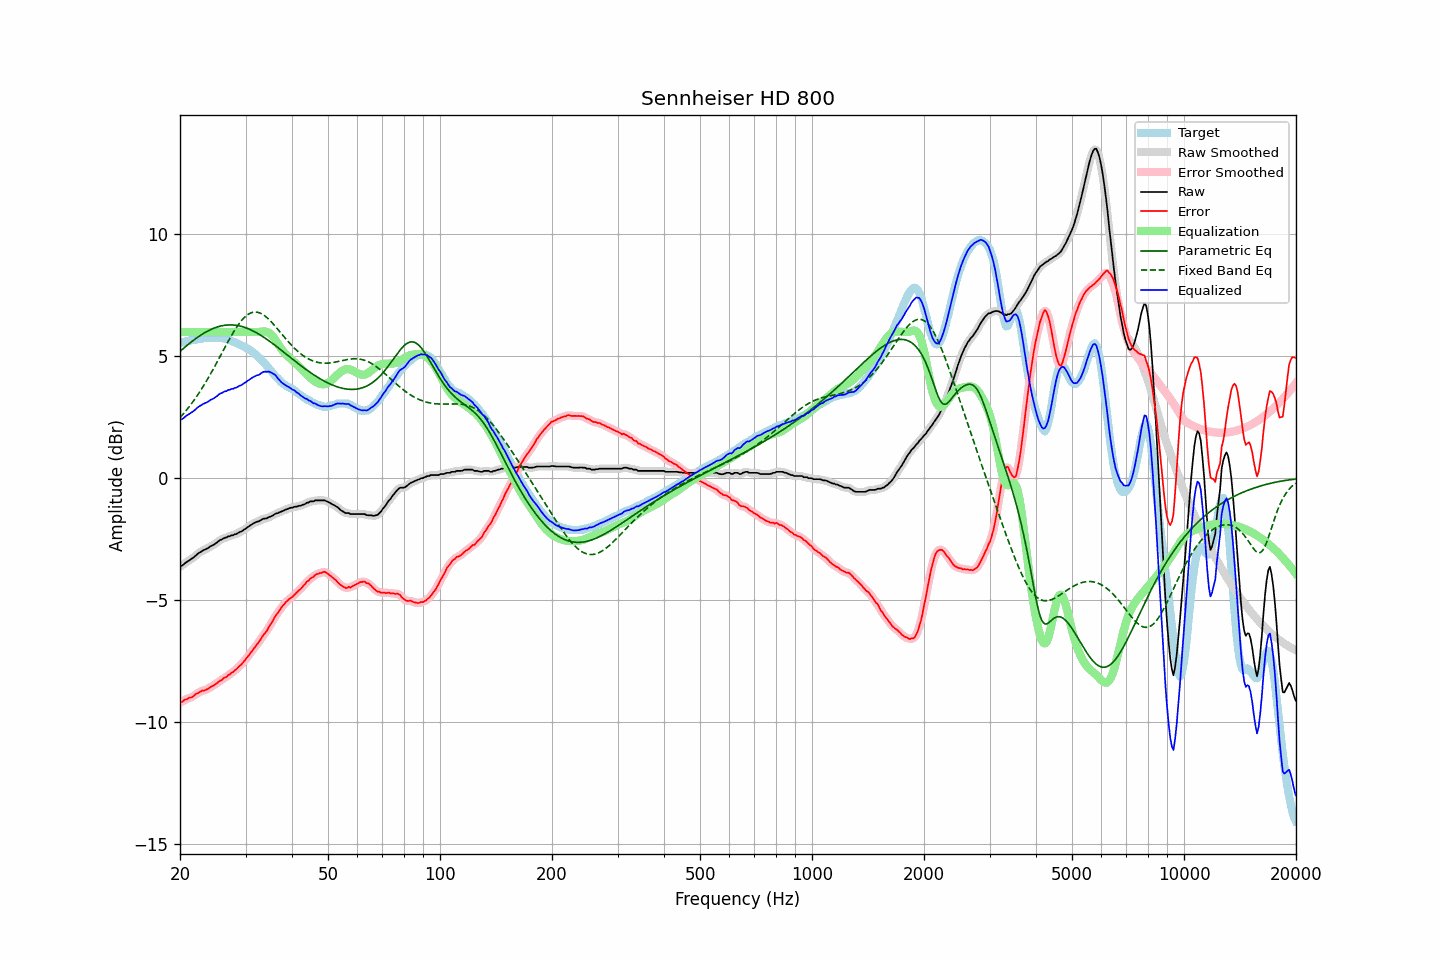 Sennheiser HD 800
Target
Raw Smoothed
Error Smoothed
Raw
Error
Equalization
Parametric Eq
Fixed Band Eq
Equalized
10
5
0
−5
−10
−15
Amplitude (dBr)
20 50 100 200 500 1000 2000 5000 10000 20000
Frequency (Hz)